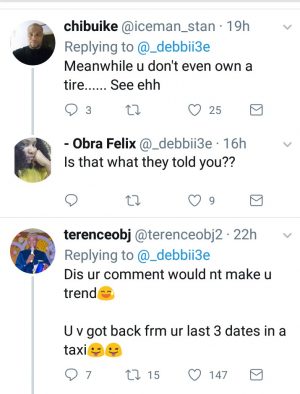 chibuike @iceman_stan · 19h
Replying to @_debbii3e
Meanwhile u don't even own a
tire...... See ehh
3 25
- Obra Felix @_debbii3e · 16h
Is that what they told you??
9
terenceobj @terenceobj2 · 22h
Replying to @_debbii3e
Dis ur comment would nt make u
trend😅
U v got back frm ur last 3 dates in a
taxi😜😜
7 15 147